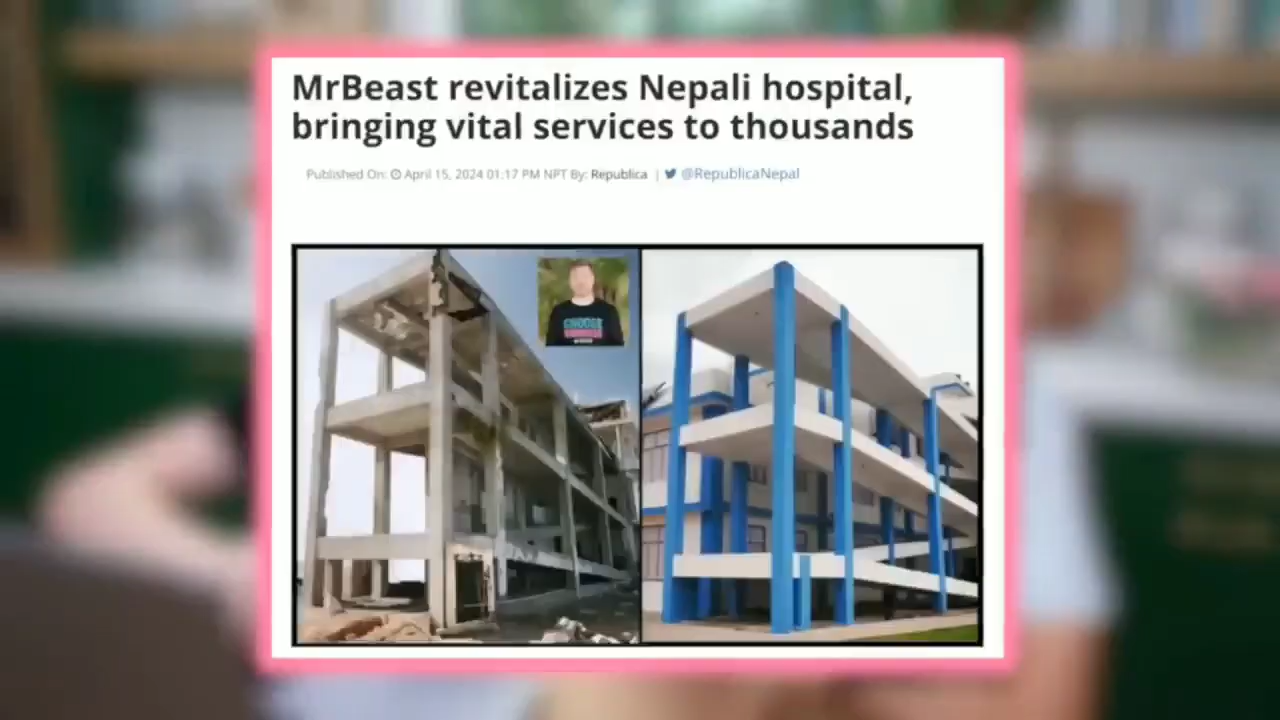 MrBeast revitalizes Nepali hospital,
bringing vital services to thousands
Published On: April 15, 2024 01:17 PM NPT By: Republica | @RepublicaNepal
CHOOSE